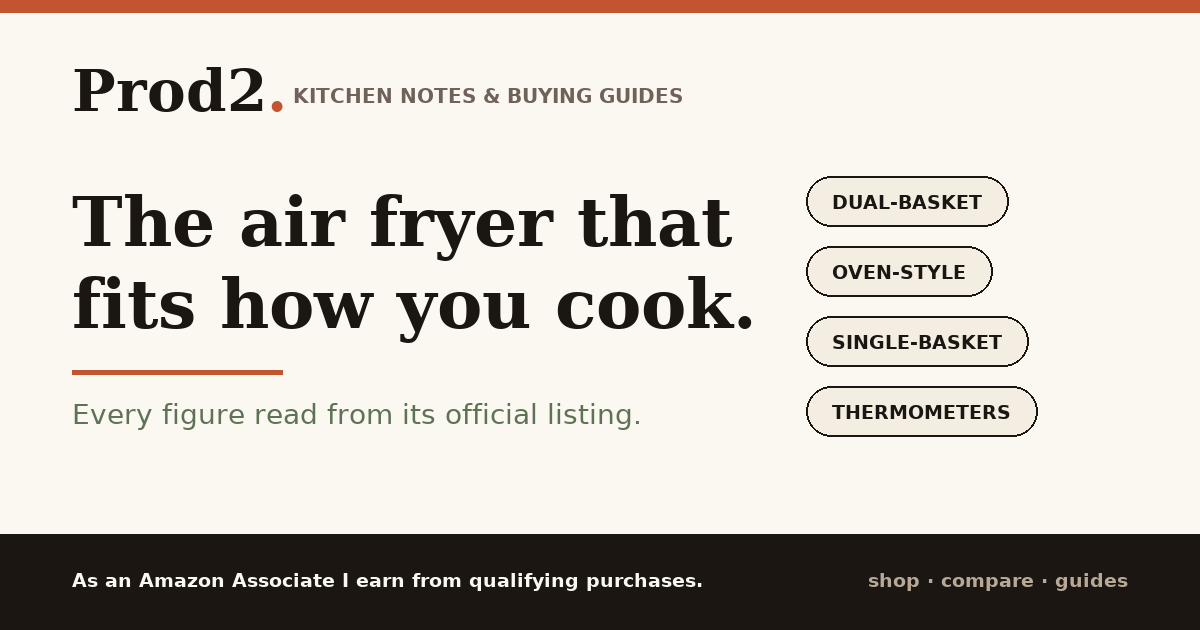 Prod2. KITCHEN NOTES & BUYING GUIDES
The air fryer that
fits how you cook.
Every figure read from its official listing.
DUAL-BASKET
OVEN-STYLE
SINGLE-BASKET
THERMOMETERS
As an Amazon Associate I earn from qualifying purchases.
shop · compare · guides